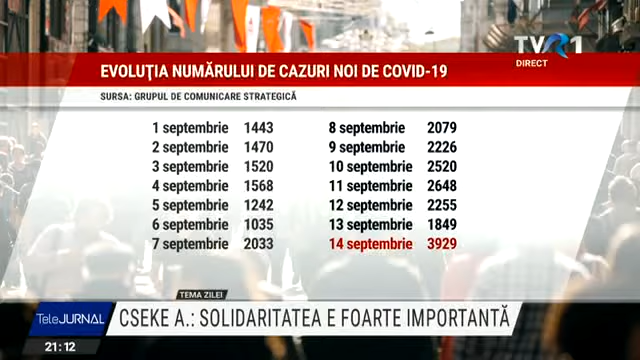 TVR1
DIRECT
EVOLUŢIA NUMĂRULUI DE CAZURI NOI DE COVID-19
SURSA: GRUPUL DE COMUNICARE STRATEGICĂ
1 septembrie 1443
2 septembrie 1470
3 septembrie 1520
4 septembrie 1568
5 septembrie 1242
6 septembrie 1035
7 septembrie 2033
8 septembrie 2079
9 septembrie 2226
10 septembrie 2520
11 septembrie 2648
12 septembrie 2255
13 septembrie 1849
14 septembrie 3929
TEMA ZILEI
TeleJURNAL
CSEKE A.: SOLIDARITATEA E FOARTE IMPORTANTĂ
21:12